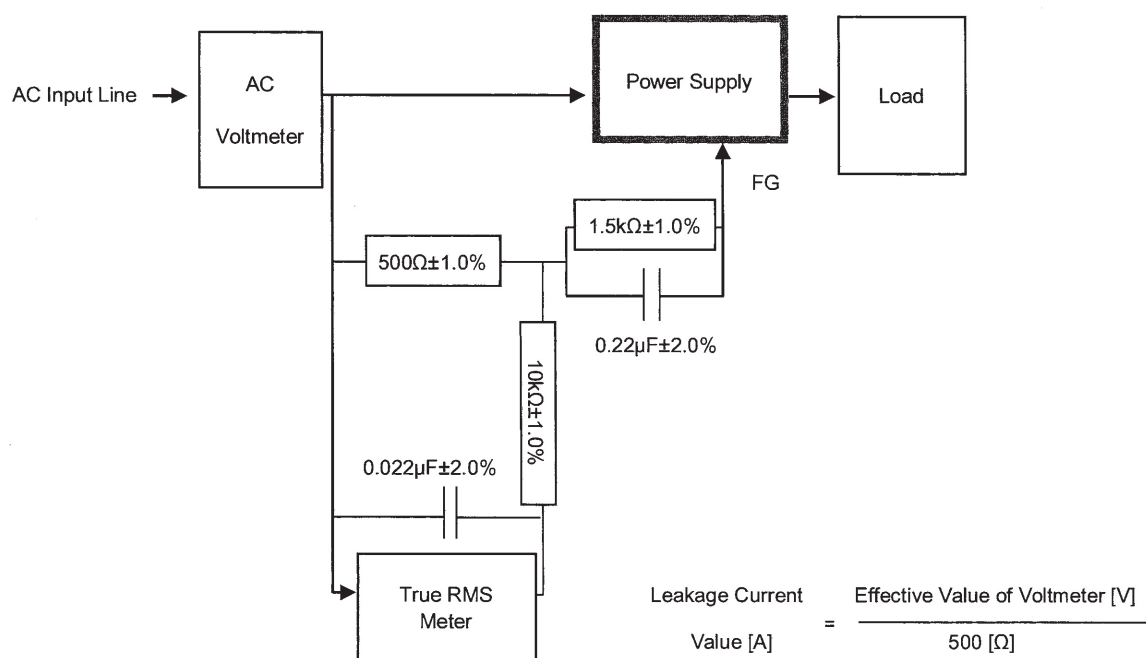 AC Input Line
AC
Voltmeter
Power Supply
Load
FG
1.5kΩ±1.0%
500Ω±1.0%
0.22µF±2.0%
10kΩ±1.0%
0.022µF±2.0%
True RMS
Meter
Leakage Current
Value [A]
=
Effective Value of Voltmeter [V]
500 [Ω]